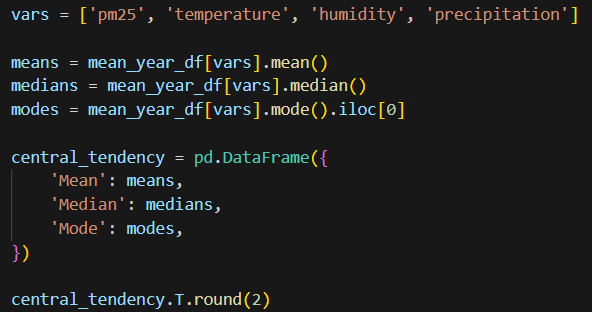 vars = ['pm25', 'temperature', 'humidity', 'precipitation']
means = mean_year_df[vars].mean()
medians = mean_year_df[vars].median()
modes = mean_year_df[vars].mode().iloc[0]
central_tendency = pd.DataFrame({
    'Mean': means,
    'Median': medians,
    'Mode': modes,
})
central_tendency.T.round(2)